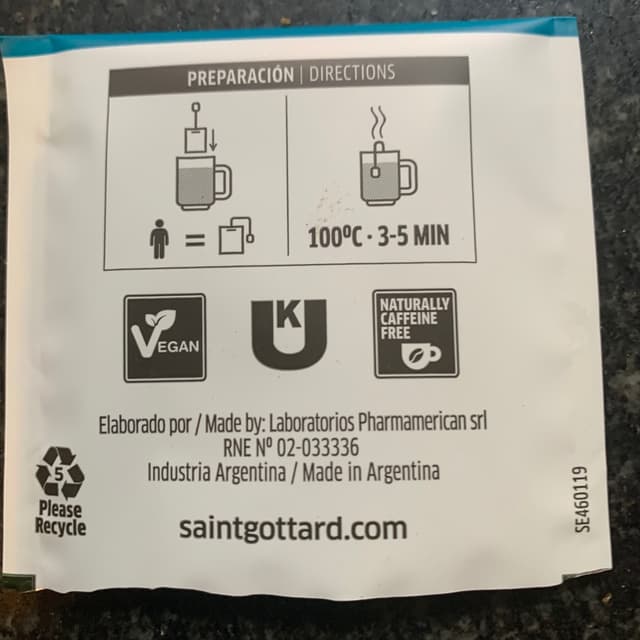 PREPARACIÓN | DIRECTIONS
100ºC · 3-5 MIN
VEGAN
UK
NATURALLY
CAFFEINE
FREE
Elaborado por / Made by: Laboratorios Pharmamerican srl
RNE Nº 02-033336
Industria Argentina / Made in Argentina
5
Please
Recycle
saintgottard.com
SE460119